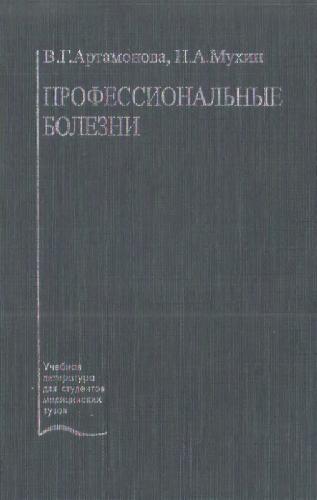 В.Г.Артамонова, Н.А.Мухин
ПРОФЕССИОНАЛЬНЫЕ
БОЛЕЗНИ
Учебная
литература
для студентов
медицинских
вузов